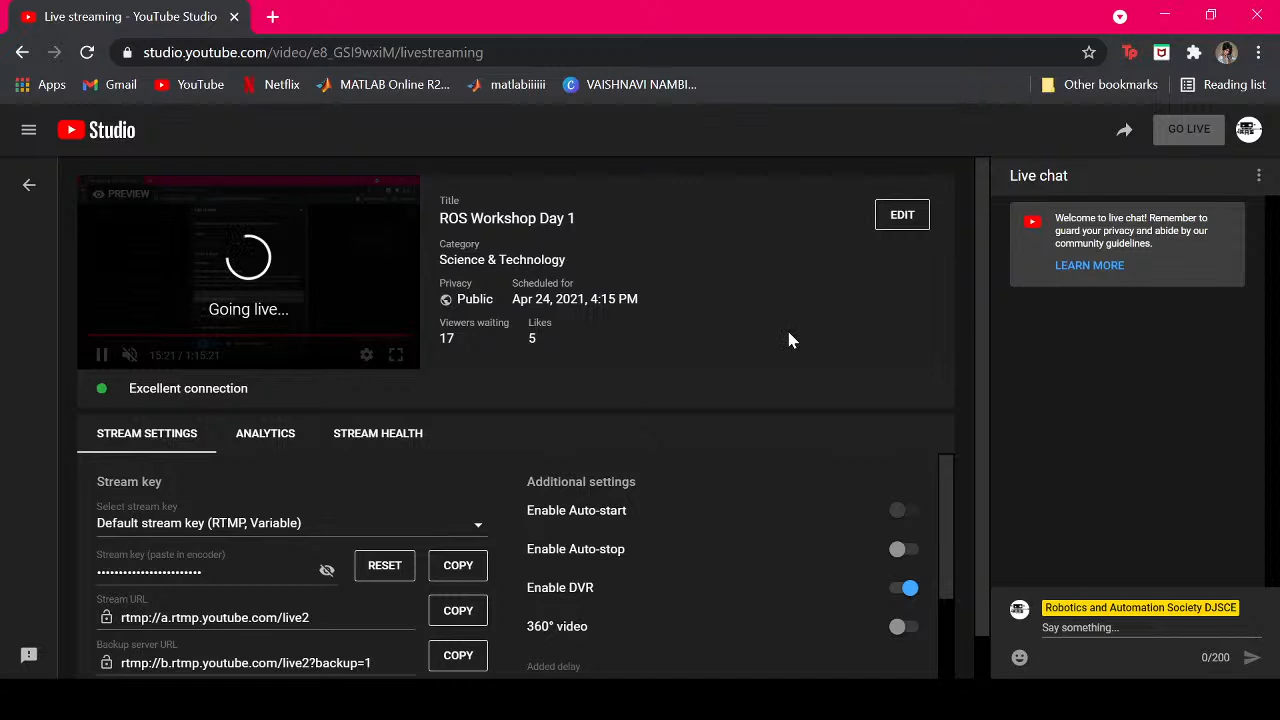 Live streaming - YouTube Studio
studio.youtube.com/video/e8_GSI9wxiM/livestreaming
Apps Gmail YouTube Netflix MATLAB Online R2... matlabiiiiii VAISHNAVI NAMBI... Other bookmarks Reading list
Studio
GO LIVE
PREVIEW
Going live...
15:21 / 1:15:21
Excellent connection
Title
ROS Workshop Day 1
EDIT
Category
Science & Technology
Privacy Scheduled for
Public Apr 24, 2021, 4:15 PM
Viewers waiting Likes
17 5
STREAM SETTINGS ANALYTICS STREAM HEALTH
Stream key
Select stream key
Default stream key (RTMP, Variable)
Stream key (paste in encoder)
••••••••••••••••••••••••
RESET COPY
Stream URL
rtmp://a.rtmp.youtube.com/live2
COPY
Backup server URL
rtmp://b.rtmp.youtube.com/live2?backup=1
COPY
Additional settings
Enable Auto-start
Enable Auto-stop
Enable DVR
360° video
Added delay
Live chat
Welcome to live chat! Remember to
guard your privacy and abide by our
community guidelines.
LEARN MORE
Robotics and Automation Society DJSCE
Say something...
0/200